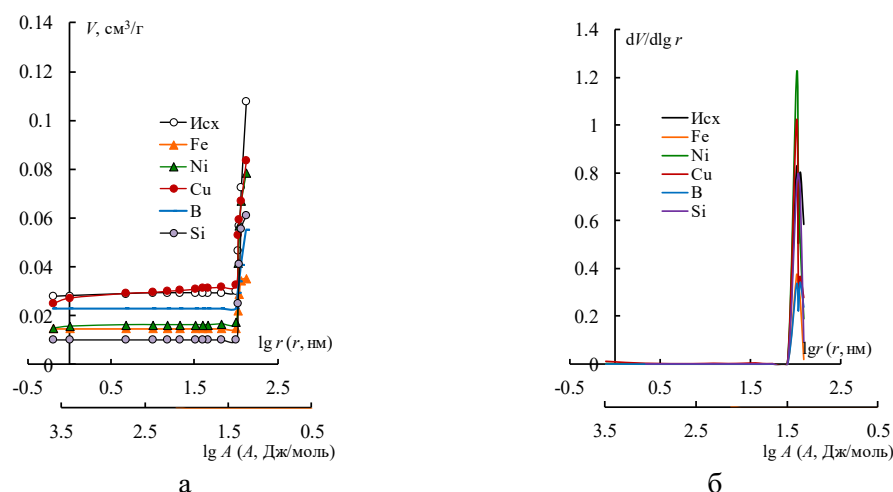 V, см³/г
0.14
0.12
0.1
0.08
0.06
0.04
0.02
0
Исх
Fe
Ni
Cu
B
Si
lg r (r, нм)
-0.5 0.5 1.5 2.5
3.5 2.5 1.5 0.5
lg A (A, Дж/моль)
а
dV/dlg r
1.4
1.2
1
0.8
0.6
0.4
0.2
0
Исх
Fe
Ni
Cu
B
Si
lgr (r, нм)
-0.5 0.5 1.5 2.5
3.5 2.5 1.5 0.5
lg A (A, Дж/моль)
б